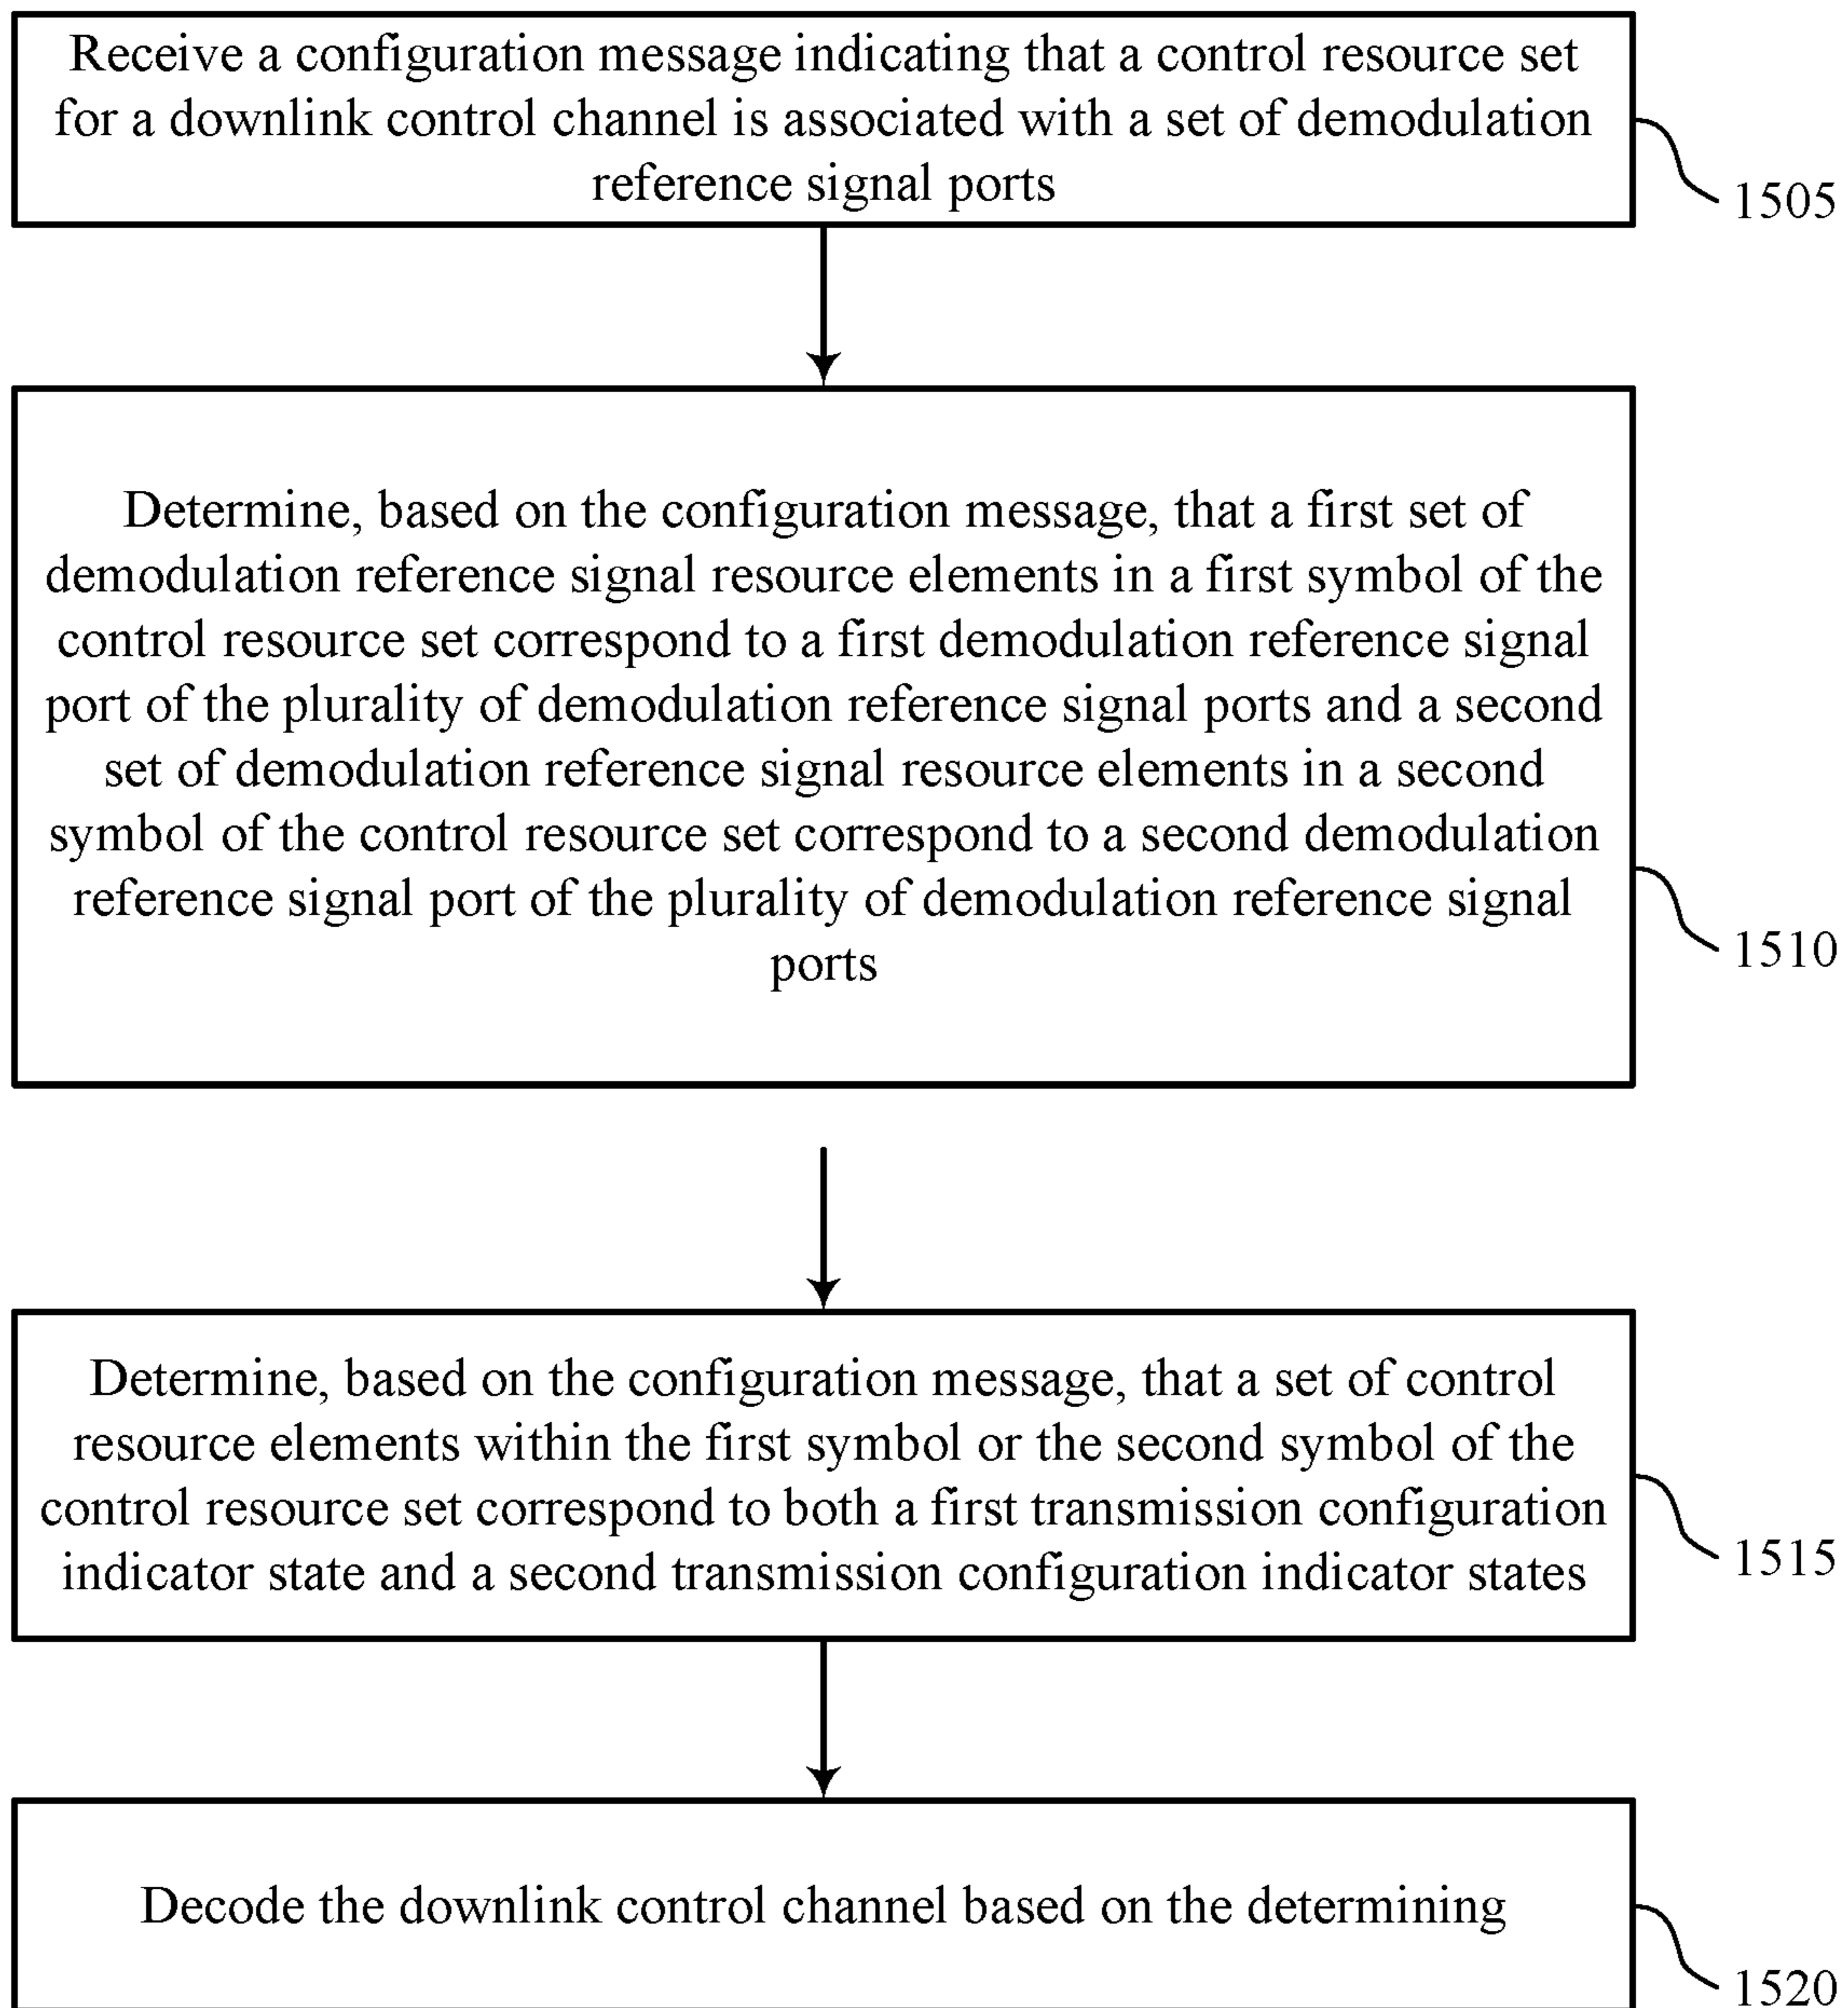 Receive a configuration message indicating that a control resource set
for a downlink control channel is associated with a set of demodulation
reference signal ports
1505
Determine, based on the configuration message, that a first set of
demodulation reference signal resource elements in a first symbol of the
control resource set correspond to a first demodulation reference signal
port of the plurality of demodulation reference signal ports and a second
set of demodulation reference signal resource elements in a second
symbol of the control resource set correspond to a second demodulation
reference signal port of the plurality of demodulation reference signal
ports
1510
Determine, based on the configuration message, that a set of control
resource elements within the first symbol or the second symbol of the
control resource set correspond to both a first transmission configuration
indicator state and a second transmission configuration indicator states
1515
Decode the downlink control channel based on the determining
1520